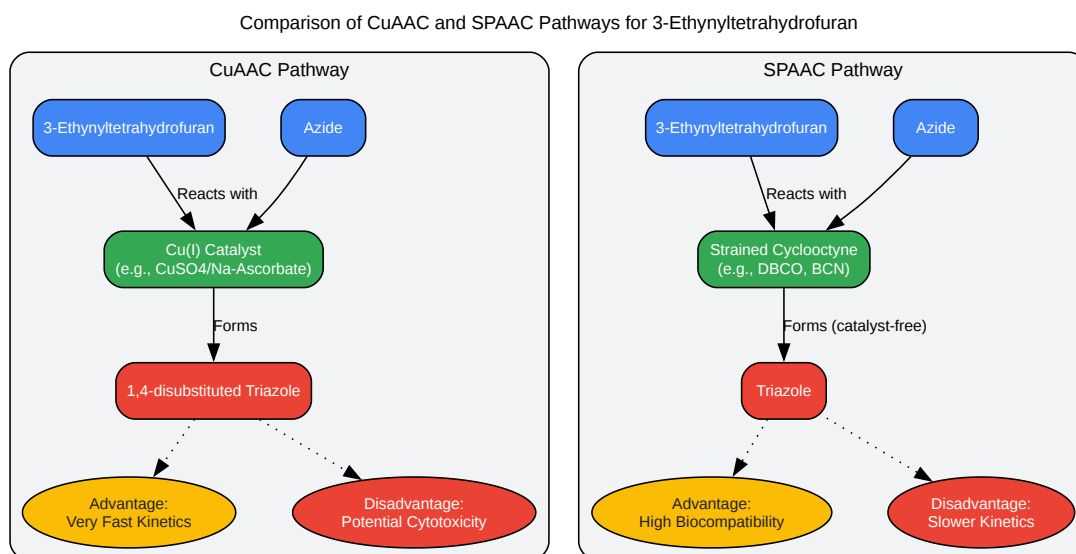 Comparison of CuAAC and SPAAC Pathways for 3-Ethynyltetrahydrofuran
CuAAC Pathway
3-Ethynyltetrahydrofuran
Azide
Reacts with
Cu(I) Catalyst
(e.g., CuSO4/Na-Ascorbate)
Forms
1,4-disubstituted Triazole
Advantage:
Very Fast Kinetics
Disadvantage:
Potential Cytotoxicity
SPAAC Pathway
3-Ethynyltetrahydrofuran
Azide
Reacts with
Strained Cyclooctyne
(e.g., DBCO, BCN)
Forms (catalyst-free)
Triazole
Advantage:
High Biocompatibility
Disadvantage:
Slower Kinetics